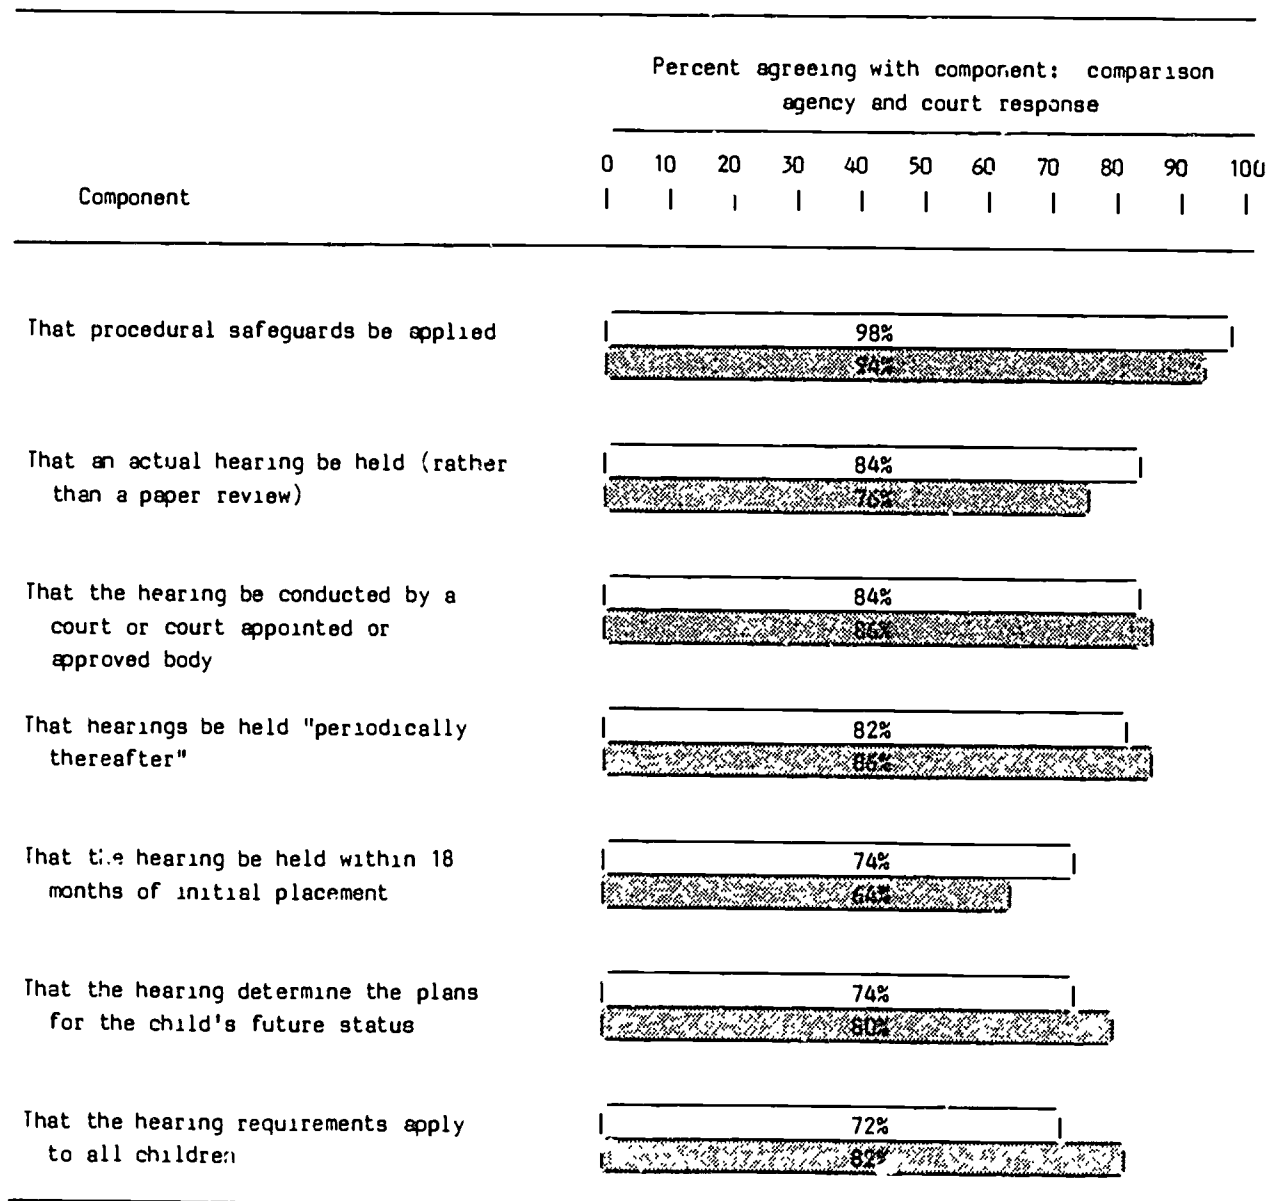 Percent agreeing with component: comparison
agency and court response
0 10 20 30 40 50 60 70 80 90 100
Component
That procedural safeguards be applied
98%
94%
That an actual hearing be held (rather
than a paper review)
84%
76%
That the hearing be conducted by a
court or court appointed or
approved body
84%
86%
That hearings be held "periodically
thereafter"
82%
86%
That the hearing be held within 18
months of initial placement
74%
64%
That the hearing determine the plans
for the child's future status
74%
80%
That the hearing requirements apply
to all children
72%
82%